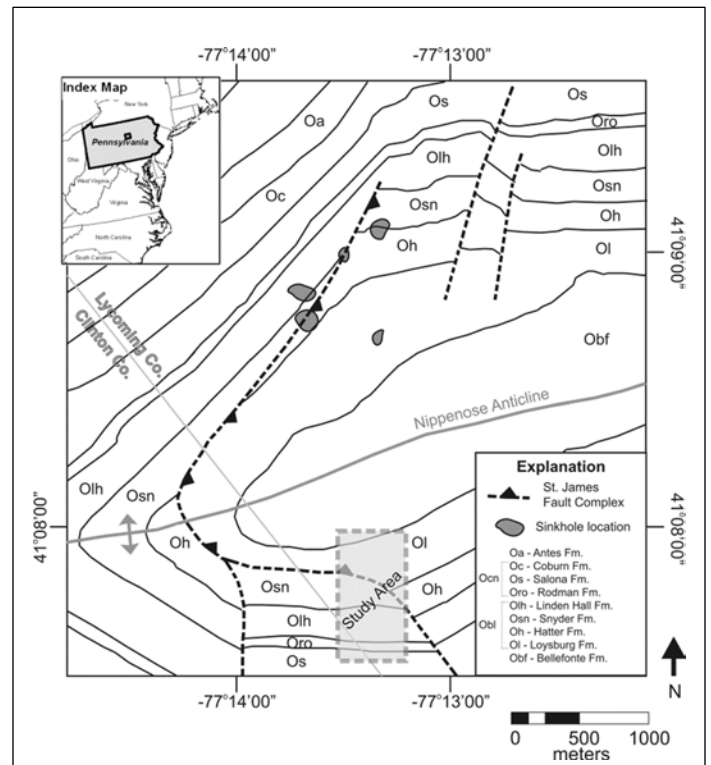 -77°14'00"
-77°13'00"
Index Map
New York
Pennsylvania
Ohio
West Virginia
Virginia
North Carolina
South Carolina
Os
Os
Oa
Oro
Olh
Olh
Oc
Osn
Osn
Oh
Oh
Ol
41°09'00"
Obf
Lycoming Co.
Clinton Co.
Nippenose Anticline
Olh
Osn
41°08'00"
Oh
Ol
Study Area
Osn
Oh
Olh
Oro
Os
Explanation
St. James
Fault Complex
Sinkhole location
Oa - Antes Fm.
Ocn
Oc - Coburn Fm.
Os - Salona Fm.
Oro - Rodman Fm.
Obl
Olh - Linden Hall Fm.
Osn - Snyder Fm.
Oh - Hatter Fm.
Ol - Loysburg Fm.
Obf - Bellefonte Fm.
41°08'00"
-77°14'00"
-77°13'00"
N
0 500 1000
meters